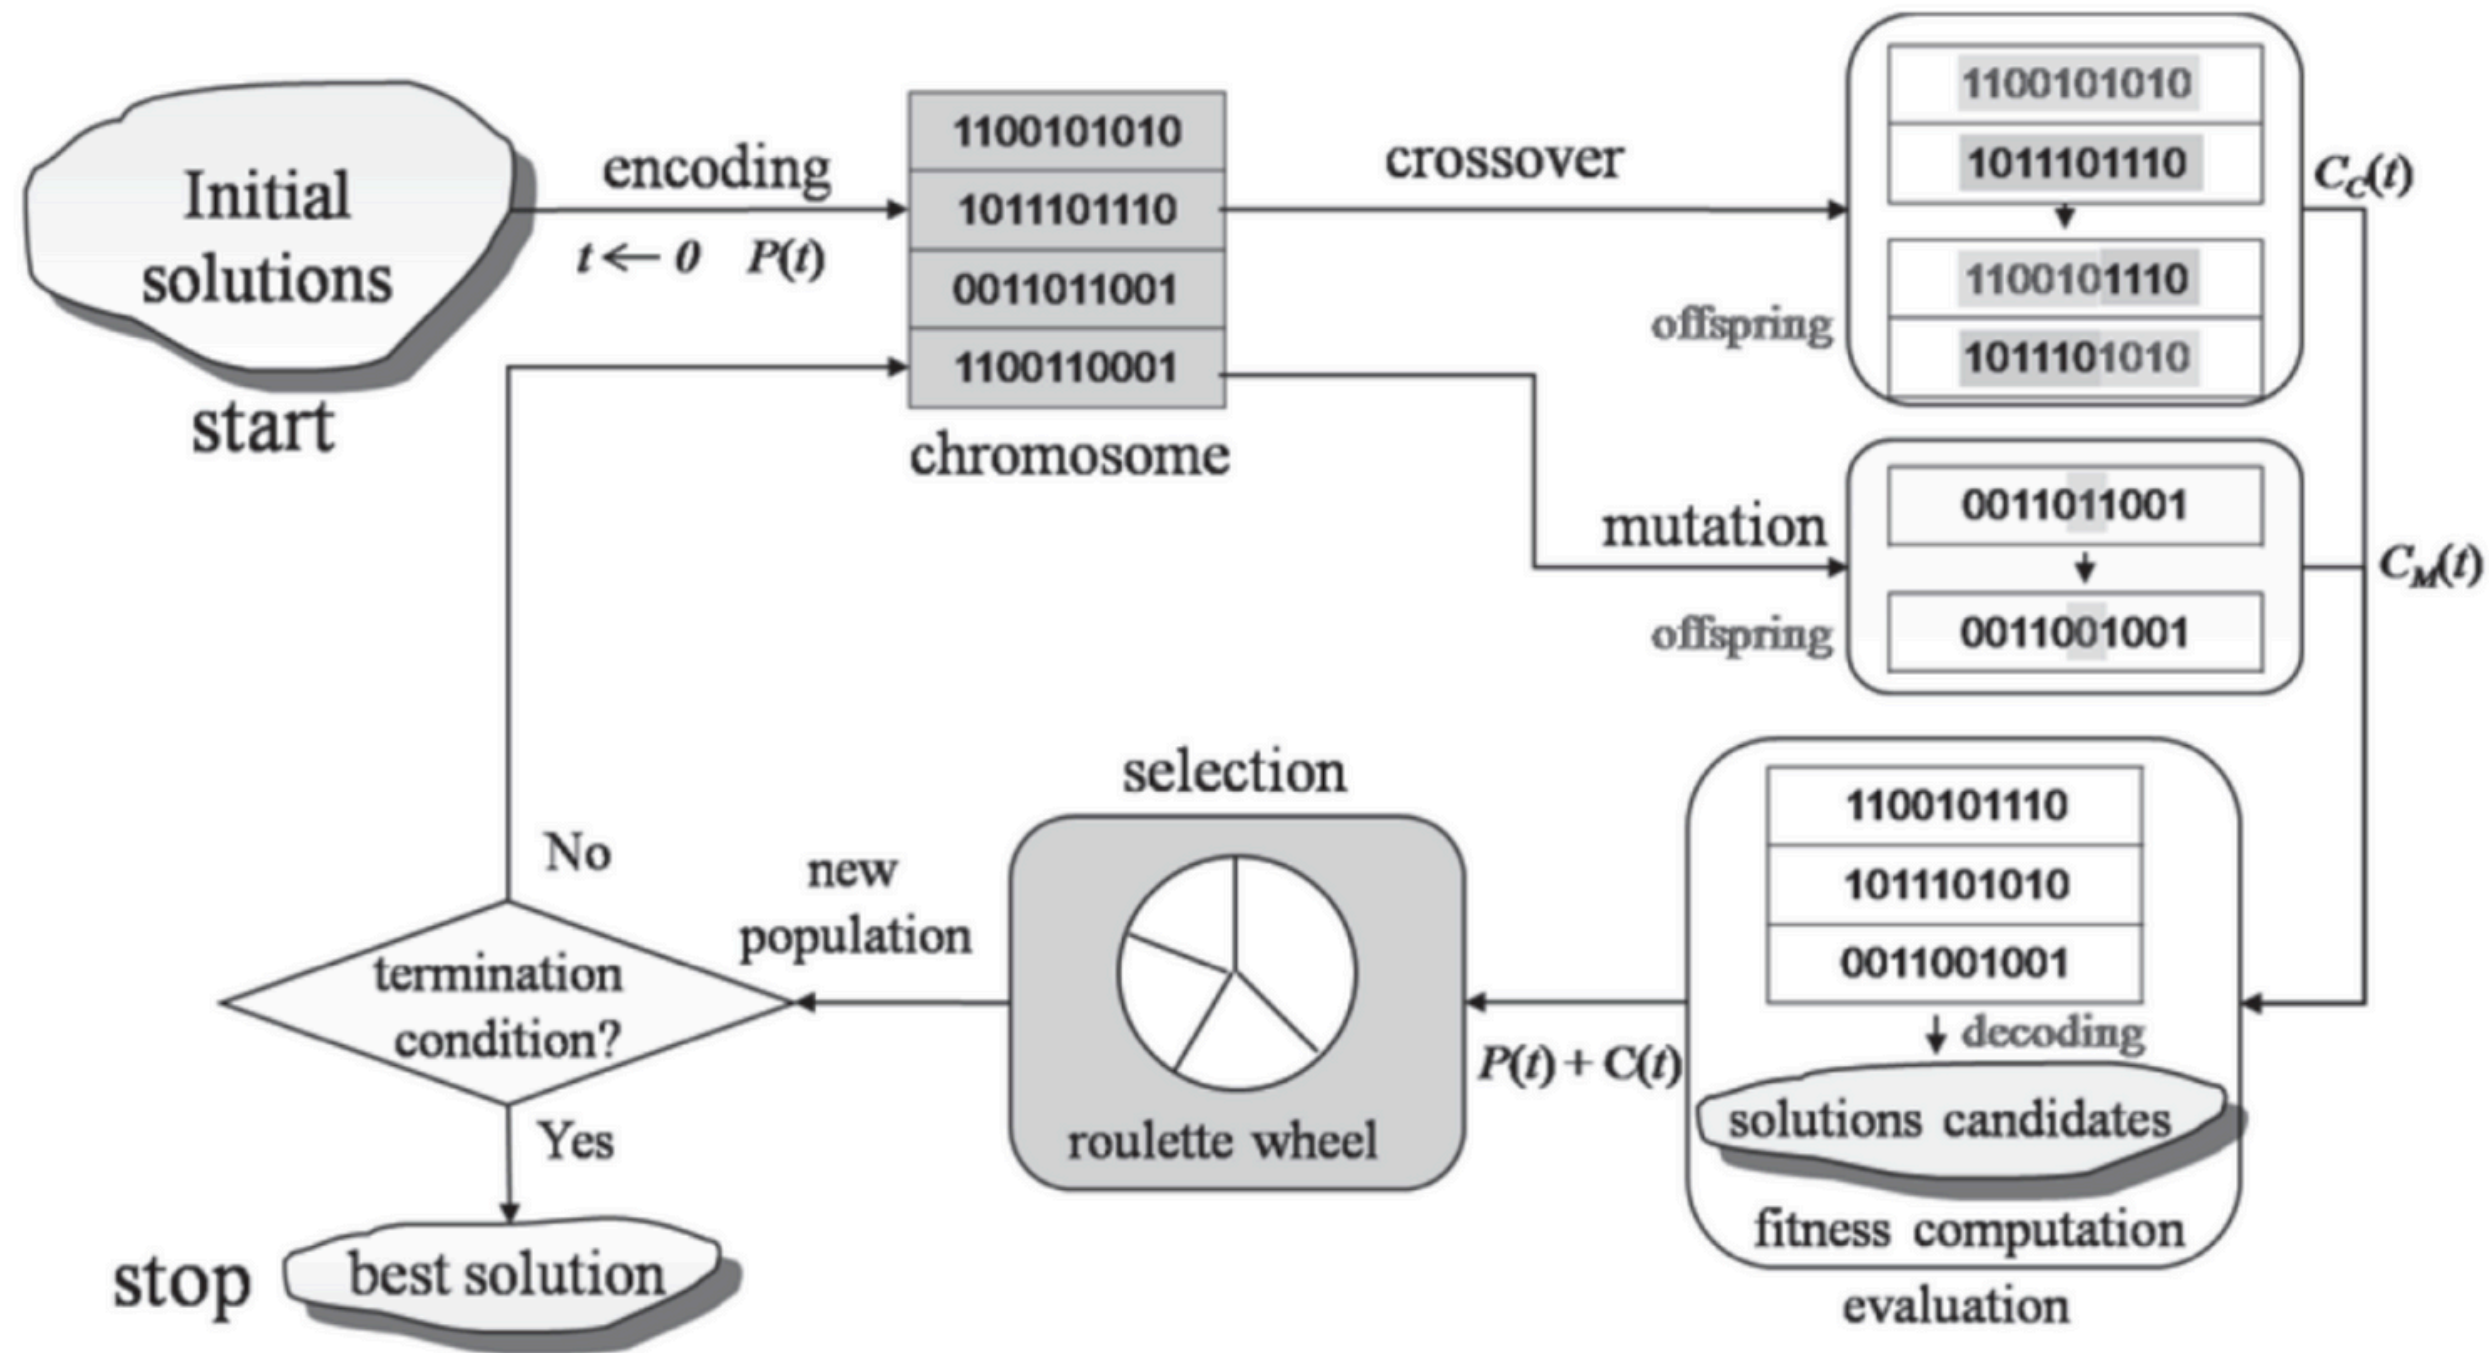 Initial
solutions
start
encoding
t ← 0 P(t)
1100101010
1011101110
0011011001
1100110001
chromosome
crossover
1100101010
1011101110
offspring
1100101110
1011101010
C_C(t)
mutation
0011011001
offspring
0011001001
C_M(t)
1100101110
1011101010
0011001001
decoding
solutions candidates
fitness computation
evaluation
P(t) + C(t)
selection
roulette wheel
new
population
termination
condition?
No
Yes
stop
best solution